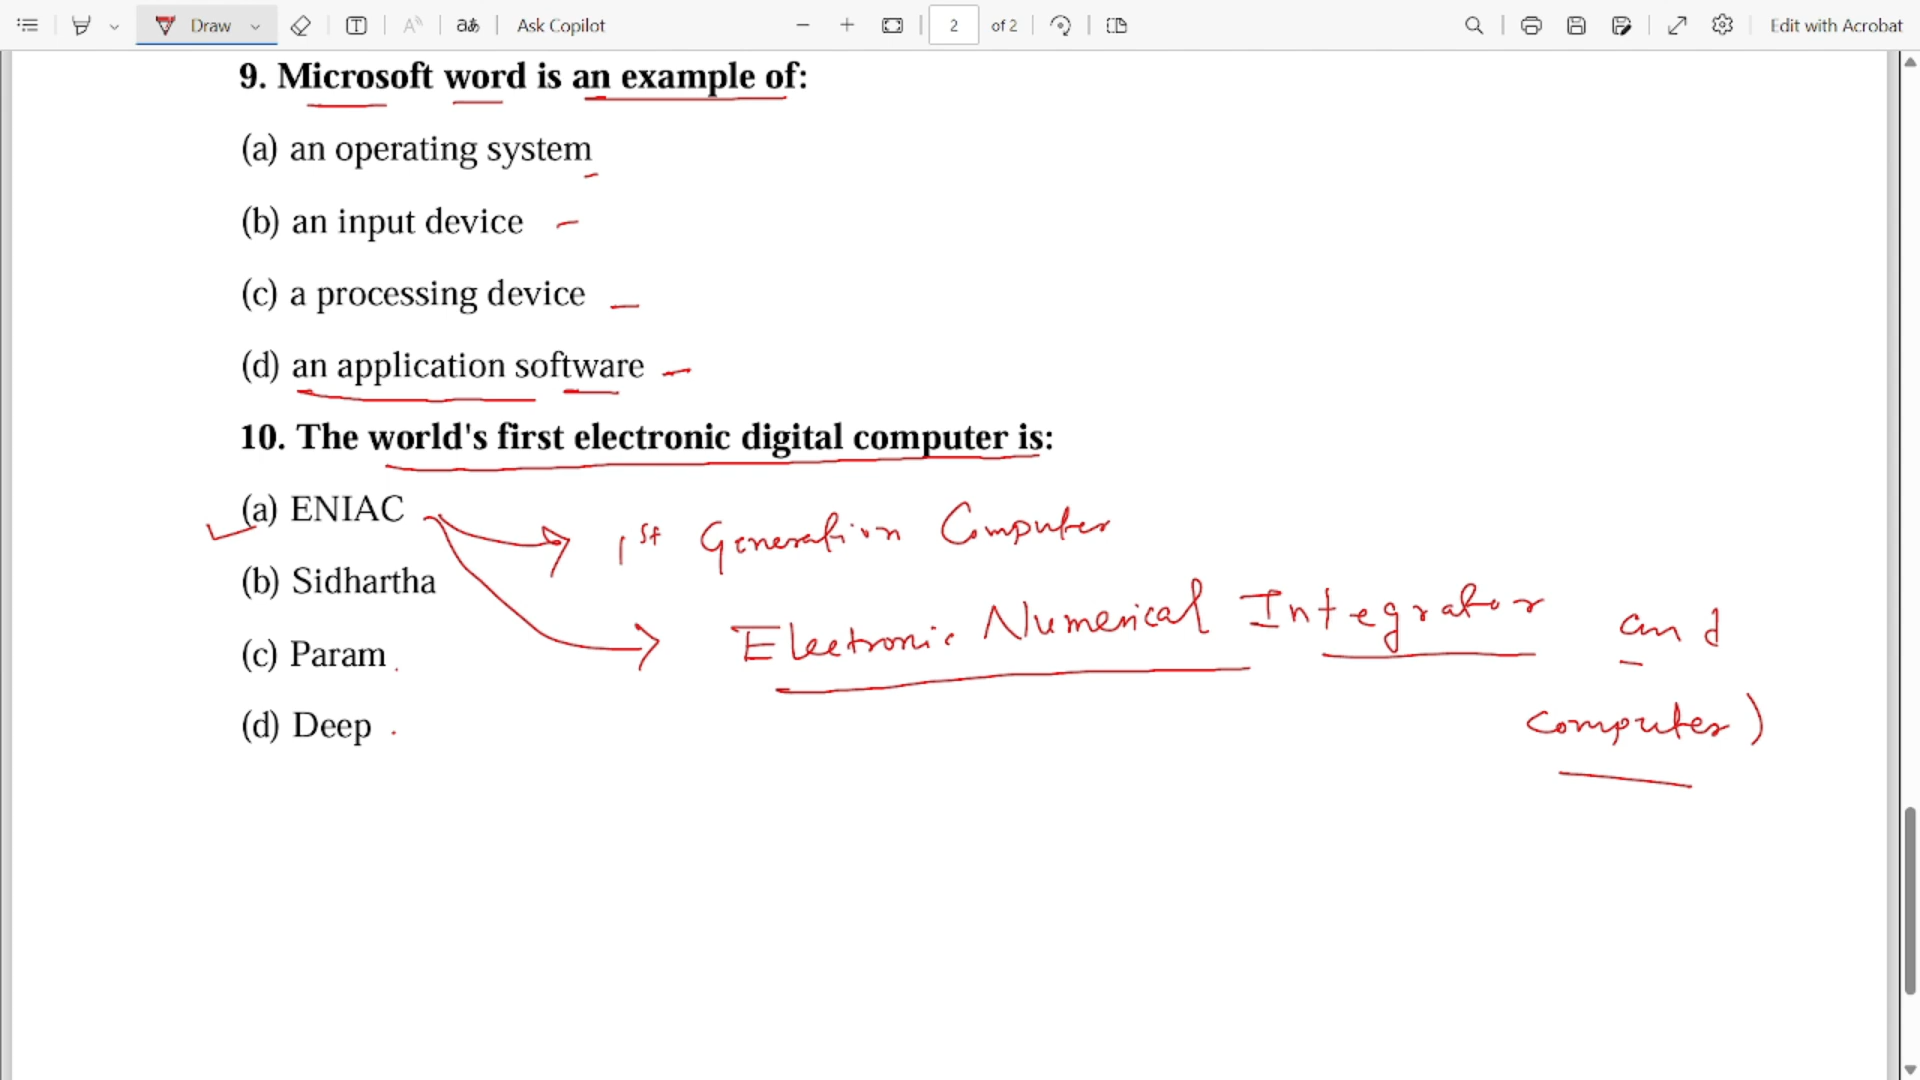 Draw
Ask Copilot
2 of 2
Edit with Acrobat
9. Microsoft word is an example of:
(a) an operating system
(b) an input device
(c) a processing device
(d) an application software
10. The world's first electronic digital computer is:
(a) ENIAC
1st Generation Computer
(b) Sidhartha
Electronic Numerical Integrator and
(c) Param
computer)
(d) Deep